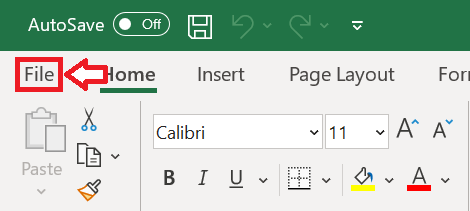 AutoSave Off
File Home Insert Page Layout For
Paste Calibri 11 A A
B I U A